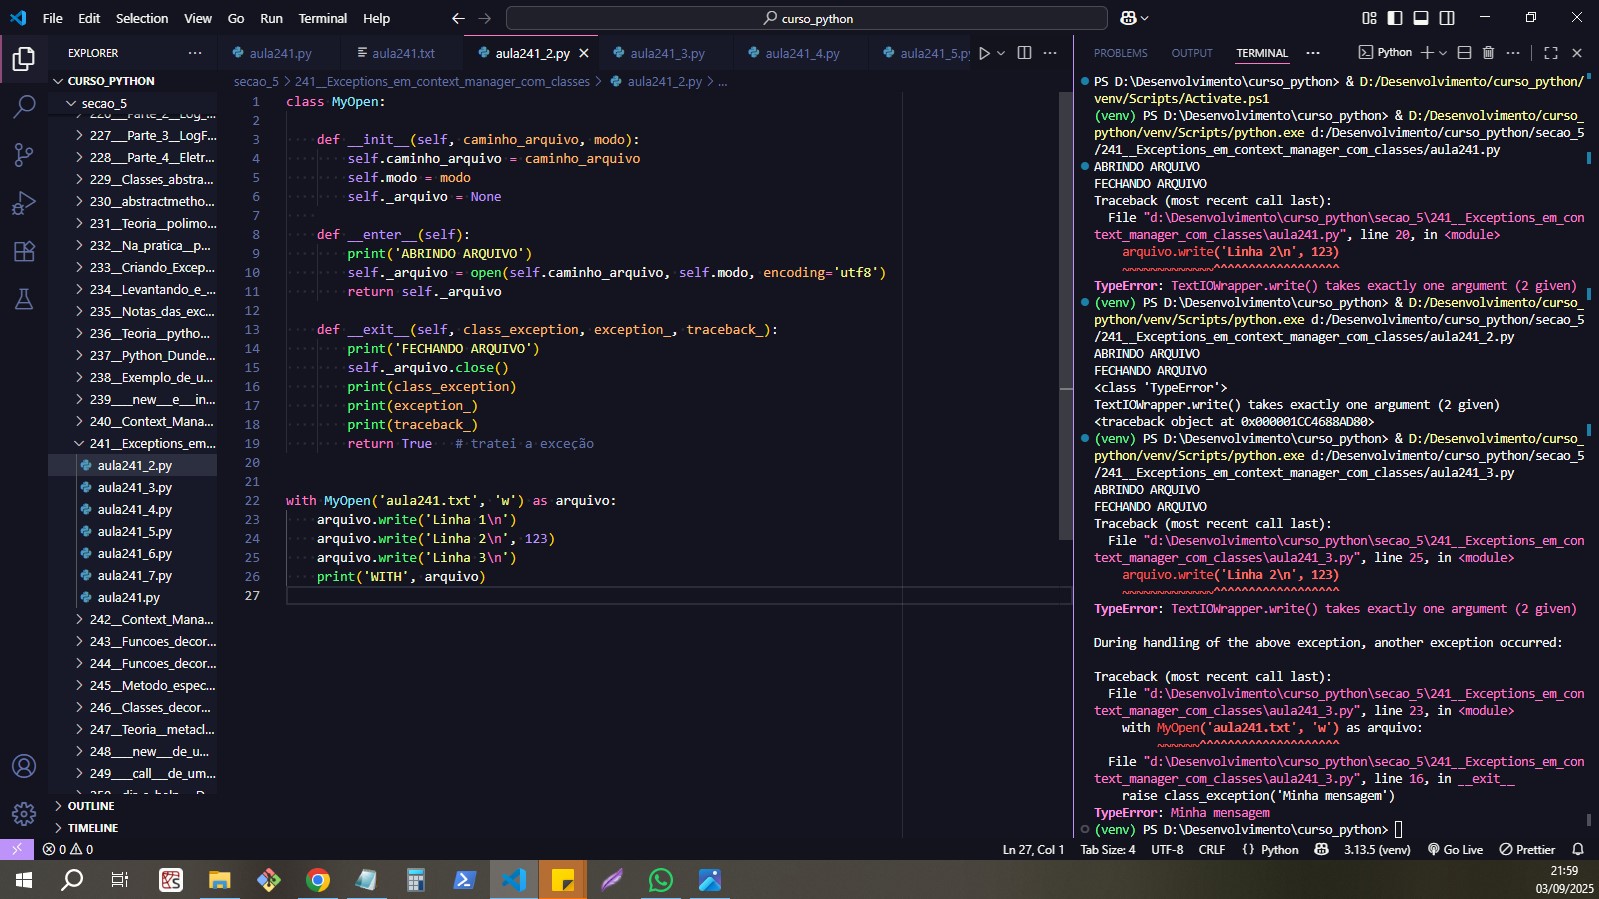 File Edit Selection View Go Run Terminal Help
curso_python
EXPLORER
CURSO_PYTHON
secao_5
227__Parte_3__LogF...
228__Parte_4__Eletr...
229__Classes_abstra...
230__abstractmetho...
231__Teoria__polimo...
232__Na_pratica__p...
233__Criando_Excep...
234__Levantando_e_...
235__Notas_das_exc...
236__Teoria__pytho...
237__Python_Dunde...
238__Exemplo_de_u...
239___new__e__in...
240__Context_Mana...
241__Exceptions_em...
aula241_2.py
aula241_3.py
aula241_4.py
aula241_5.py
aula241_6.py
aula241_7.py
aula241.py
242__Context_Mana...
243__Funcoes_decor...
244__Funcoes_decor...
245__Metodo_espec...
246__Classes_decor...
247__Teoria__metacl...
248____new___de_u...
249____call___de_um...
OUTLINE
TIMELINE
aula241.py aula241.txt aula241_2.py aula241_3.py aula241_4.py aula241_5.py
secao_5 > 241__Exceptions_em_context_manager_com_classes > aula241_2.py > ...
1 class MyOpen:
2
3 def __init__(self, caminho_arquivo, modo):
4 self.caminho_arquivo = caminho_arquivo
5 self.modo = modo
6 self._arquivo = None
7
8 def __enter__(self):
9 print('ABRINDO ARQUIVO')
10 self._arquivo = open(self.caminho_arquivo, self.modo, encoding='utf8')
11 return self._arquivo
12
13 def __exit__(self, class_exception, exception_, traceback_):
14 print('FECHANDO ARQUIVO')
15 self._arquivo.close()
16 print(class_exception)
17 print(exception_)
18 print(traceback_)
19 return True # tratei a exceção
20
21
22 with MyOpen('aula241.txt', 'w') as arquivo:
23 arquivo.write('Linha 1\n')
24 arquivo.write('Linha 2\n', 123)
25 arquivo.write('Linha 3\n')
26 print('WITH', arquivo)
27
PROBLEMS OUTPUT TERMINAL ... Python
PS D:\Desenvolvimento\curso_python> & D:/Desenvolvimento/curso_python/
venv/Scripts/Activate.ps1
(venv) PS D:\Desenvolvimento\curso_python> & D:/Desenvolvimento/curso_
python/venv/Scripts/python.exe d:/Desenvolvimento/curso_python/secao_5
/241__Exceptions_em_context_manager_com_classes/aula241.py
ABRINDO ARQUIVO
FECHANDO ARQUIVO
Traceback (most recent call last):
File "d:\Desenvolvimento\curso_python\secao_5\241__Exceptions_em_con
text_manager_com_classes\aula241.py", line 20, in <module>
arquivo.write('Linha 2\n', 123)
~~~~~~~~~~~~~^^^^^^^^^^^^^^^^^^
TypeError: TextIOWrapper.write() takes exactly one argument (2 given)
(venv) PS D:\Desenvolvimento\curso_python> & D:/Desenvolvimento/curso_
python/venv/Scripts/python.exe d:/Desenvolvimento/curso_python/secao_5
/241__Exceptions_em_context_manager_com_classes/aula241_2.py
ABRINDO ARQUIVO
FECHANDO ARQUIVO
<class 'TypeError'>
TextIOWrapper.write() takes exactly one argument (2 given)
<traceback object at 0x000001CC4688AD80>
(venv) PS D:\Desenvolvimento\curso_python> & D:/Desenvolvimento/curso_
python/venv/Scripts/python.exe d:/Desenvolvimento/curso_python/secao_5
/241__Exceptions_em_context_manager_com_classes/aula241_3.py
ABRINDO ARQUIVO
FECHANDO ARQUIVO
Traceback (most recent call last):
File "d:\Desenvolvimento\curso_python\secao_5\241__Exceptions_em_con
text_manager_com_classes\aula241_3.py", line 25, in <module>
arquivo.write('Linha 2\n', 123)
~~~~~~~~~~~~~^^^^^^^^^^^^^^^^^^
TypeError: TextIOWrapper.write() takes exactly one argument (2 given)
During handling of the above exception, another exception occurred:
Traceback (most recent call last):
File "d:\Desenvolvimento\curso_python\secao_5\241__Exceptions_em_con
text_manager_com_classes\aula241_3.py", line 23, in <module>
with MyOpen('aula241.txt', 'w') as arquivo:
~~~~~~^^^^^^^^^^^^^^^^^^^^
File "d:\Desenvolvimento\curso_python\secao_5\241__Exceptions_em_con
text_manager_com_classes\aula241_3.py", line 16, in __exit__
raise class_exception('Minha mensagem')
TypeError: Minha mensagem
(venv) PS D:\Desenvolvimento\curso_python>
0 0 Ln 27, Col 1 Tab Size: 4 UTF-8 CRLF {} Python 3.13.5 (venv) Go Live Prettier
21:59
03/09/2025